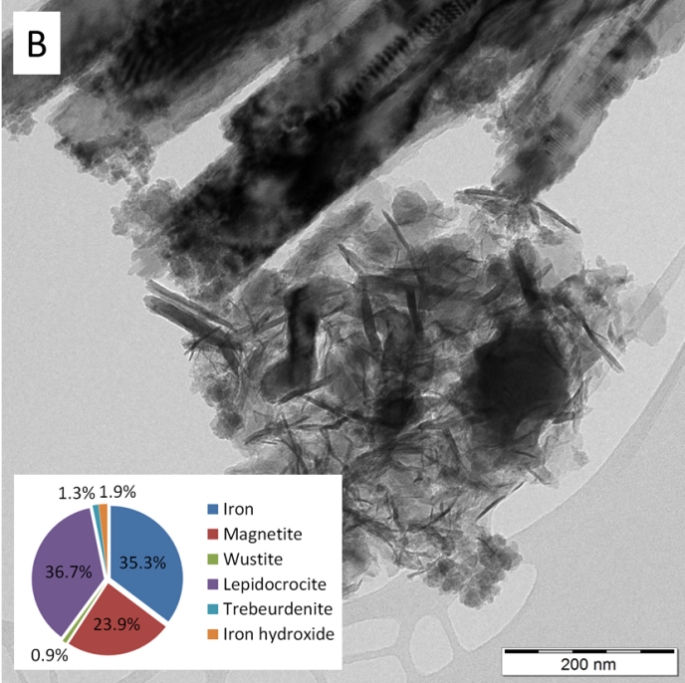 B
1.3% 1.9%
35.3%
36.7%
23.9%
0.9%
Iron
Magnetite
Wustite
Lepidocrocite
Trebeurdenite
Iron hydroxide
200 nm